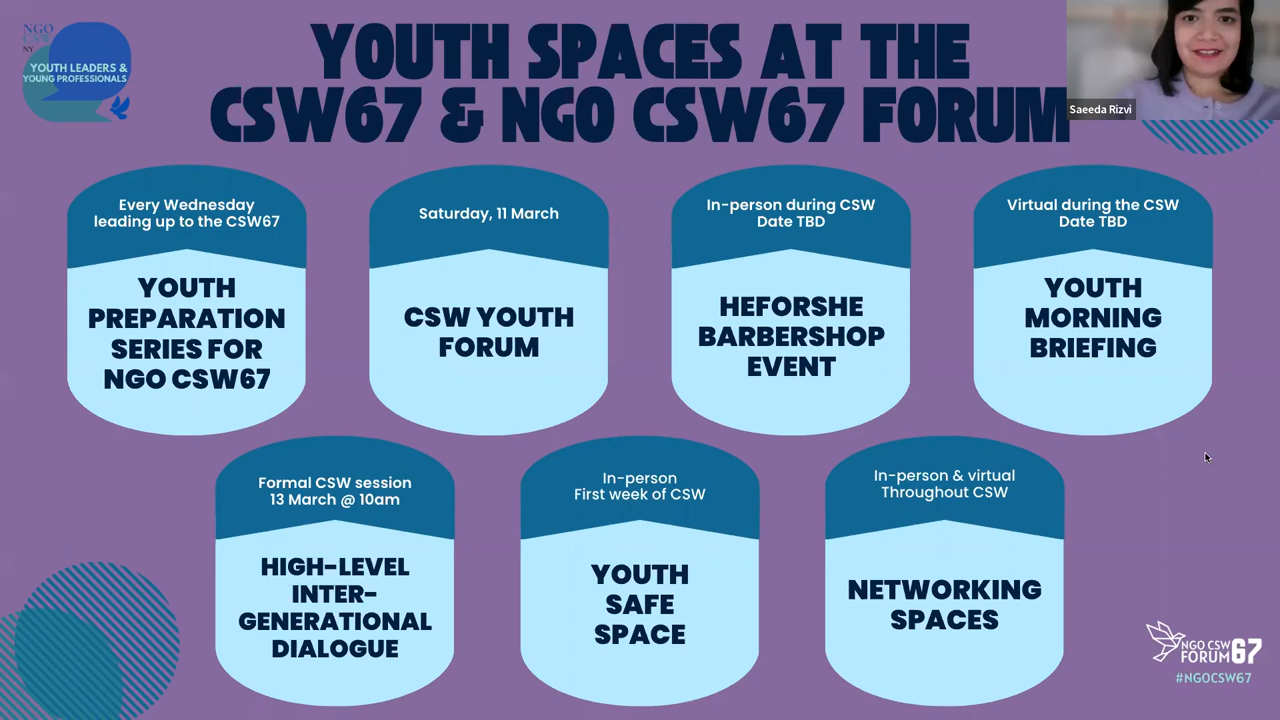 NGO
CSW
NY
YOUTH LEADERS &
YOUNG PROFESSIONALS
YOUTH SPACES AT THE
CSW67 & NGO CSW67 FORUM
Saeeda Rizvi
Every Wednesday
leading up to the CSW67
YOUTH
PREPARATION
SERIES FOR
NGO CSW67
Saturday, 11 March
CSW YOUTH
FORUM
In-person during CSW
Date TBD
HEFORSHE
BARBERSHOP
EVENT
Virtual during the CSW
Date TBD
YOUTH
MORNING
BRIEFING
Formal CSW session
13 March @ 10am
HIGH-LEVEL
INTER-
GENERATIONAL
DIALOGUE
In-person
First week of CSW
YOUTH
SAFE
SPACE
In-person & virtual
Throughout CSW
NETWORKING
SPACES
NGO CSW
FORUM 67
#NGOCSW67